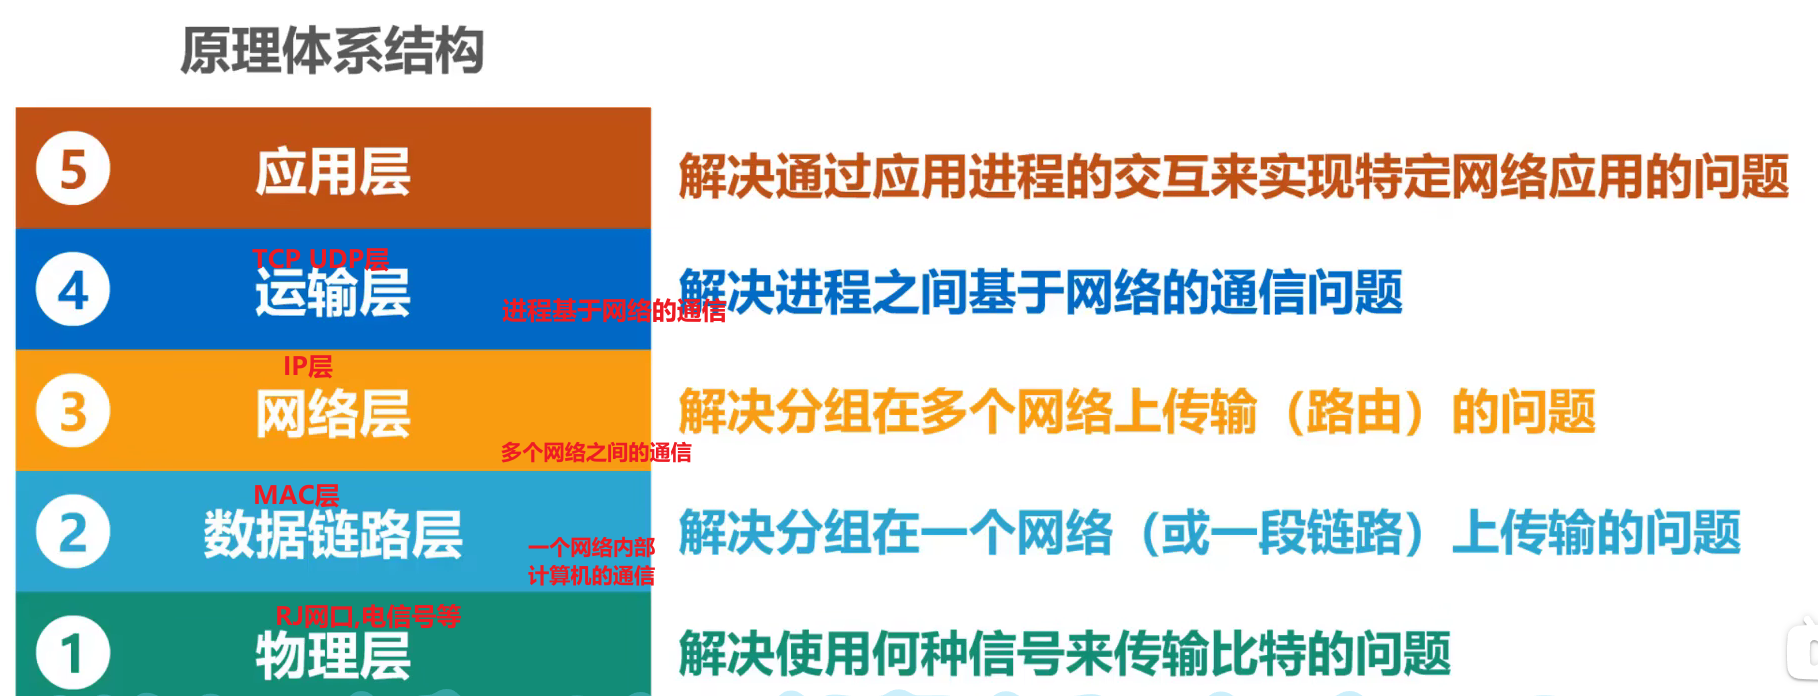 原理体系结构
5
应用层
解决通过应用进程的交互来实现特定网络应用的问题
TCP UDP层
4
运输层
解决进程之间基于网络的通信问题
进程基于网络的通信
IP层
3
网络层
解决分组在多个网络上传输（路由）的问题
多个网络之间的通信
MAC层
2
数据链路层
解决分组在一个网络（或一段链路）上传输的问题
一个网络内部
计算机的通信
RJ网口,电信号等
1
物理层
解决使用何种信号来传输比特的问题